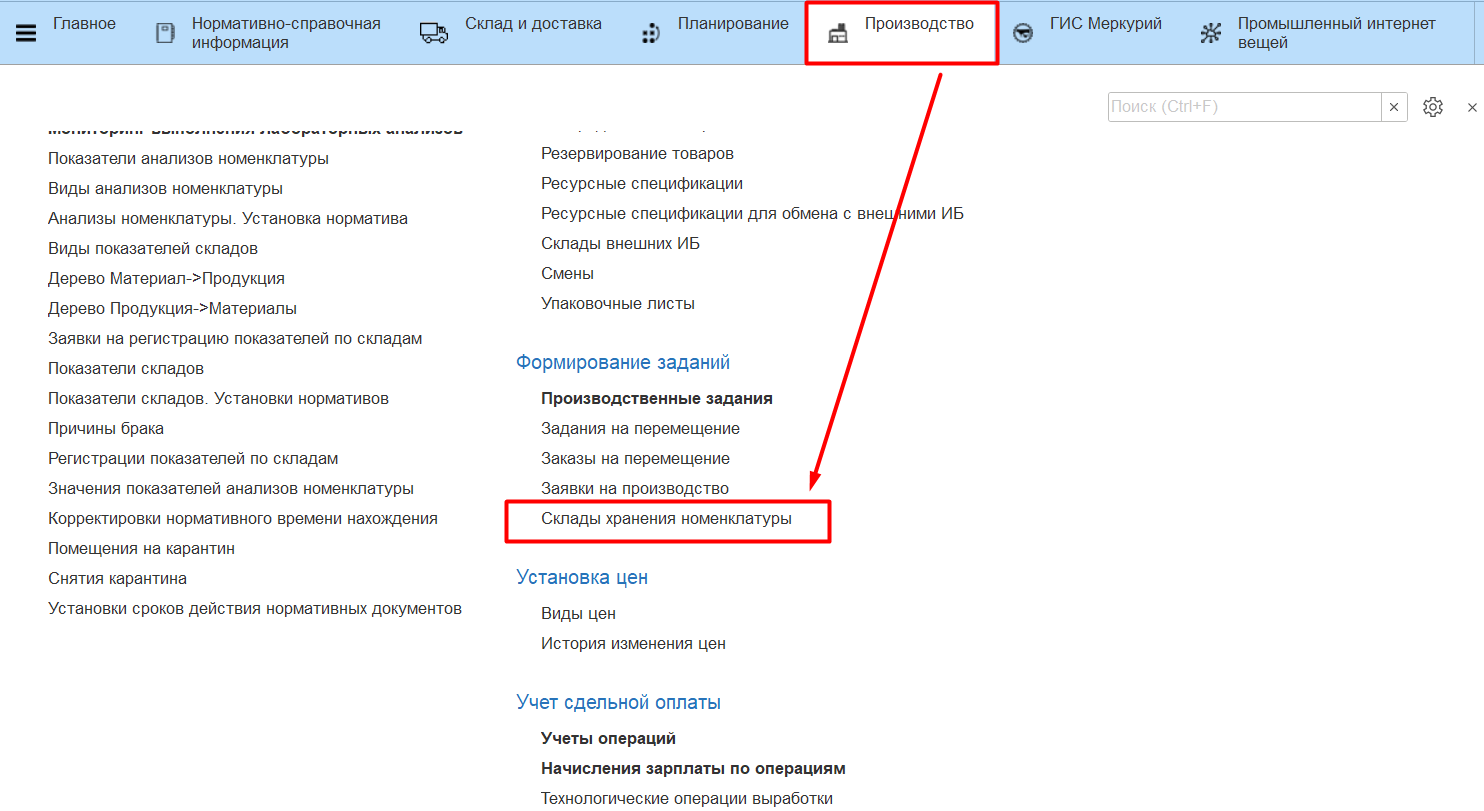 Главное
Нормативно-справочная
информация
Склад и доставка
Планирование
Производство
ГИС Меркурий
Промышленный интернет
вещей
Поиск (Ctrl+F)
Мониторинг выполнения лабораторных анализов
Показатели анализов номенклатуры
Виды анализов номенклатуры
Анализы номенклатуры. Установка норматива
Виды показателей складов
Дерево Материал->Продукция
Дерево Продукция->Материалы
Заявки на регистрацию показателей по складам
Показатели складов
Показатели складов. Установки нормативов
Причины брака
Регистрации показателей по складам
Значения показателей анализов номенклатуры
Корректировки нормативного времени нахождения
Помещения на карантин
Снятия карантина
Установки сроков действия нормативных документов
Резервирование товаров
Ресурсные спецификации
Ресурсные спецификации для обмена с внешними ИБ
Склады внешних ИБ
Смены
Упаковочные листы
Формирование заданий
Производственные задания
Задания на перемещение
Заказы на перемещение
Заявки на производство
Склады хранения номенклатуры
Установка цен
Виды цен
История изменения цен
Учет сдельной оплаты
Учеты операций
Начисления зарплаты по операциям
Технологические операции выработки